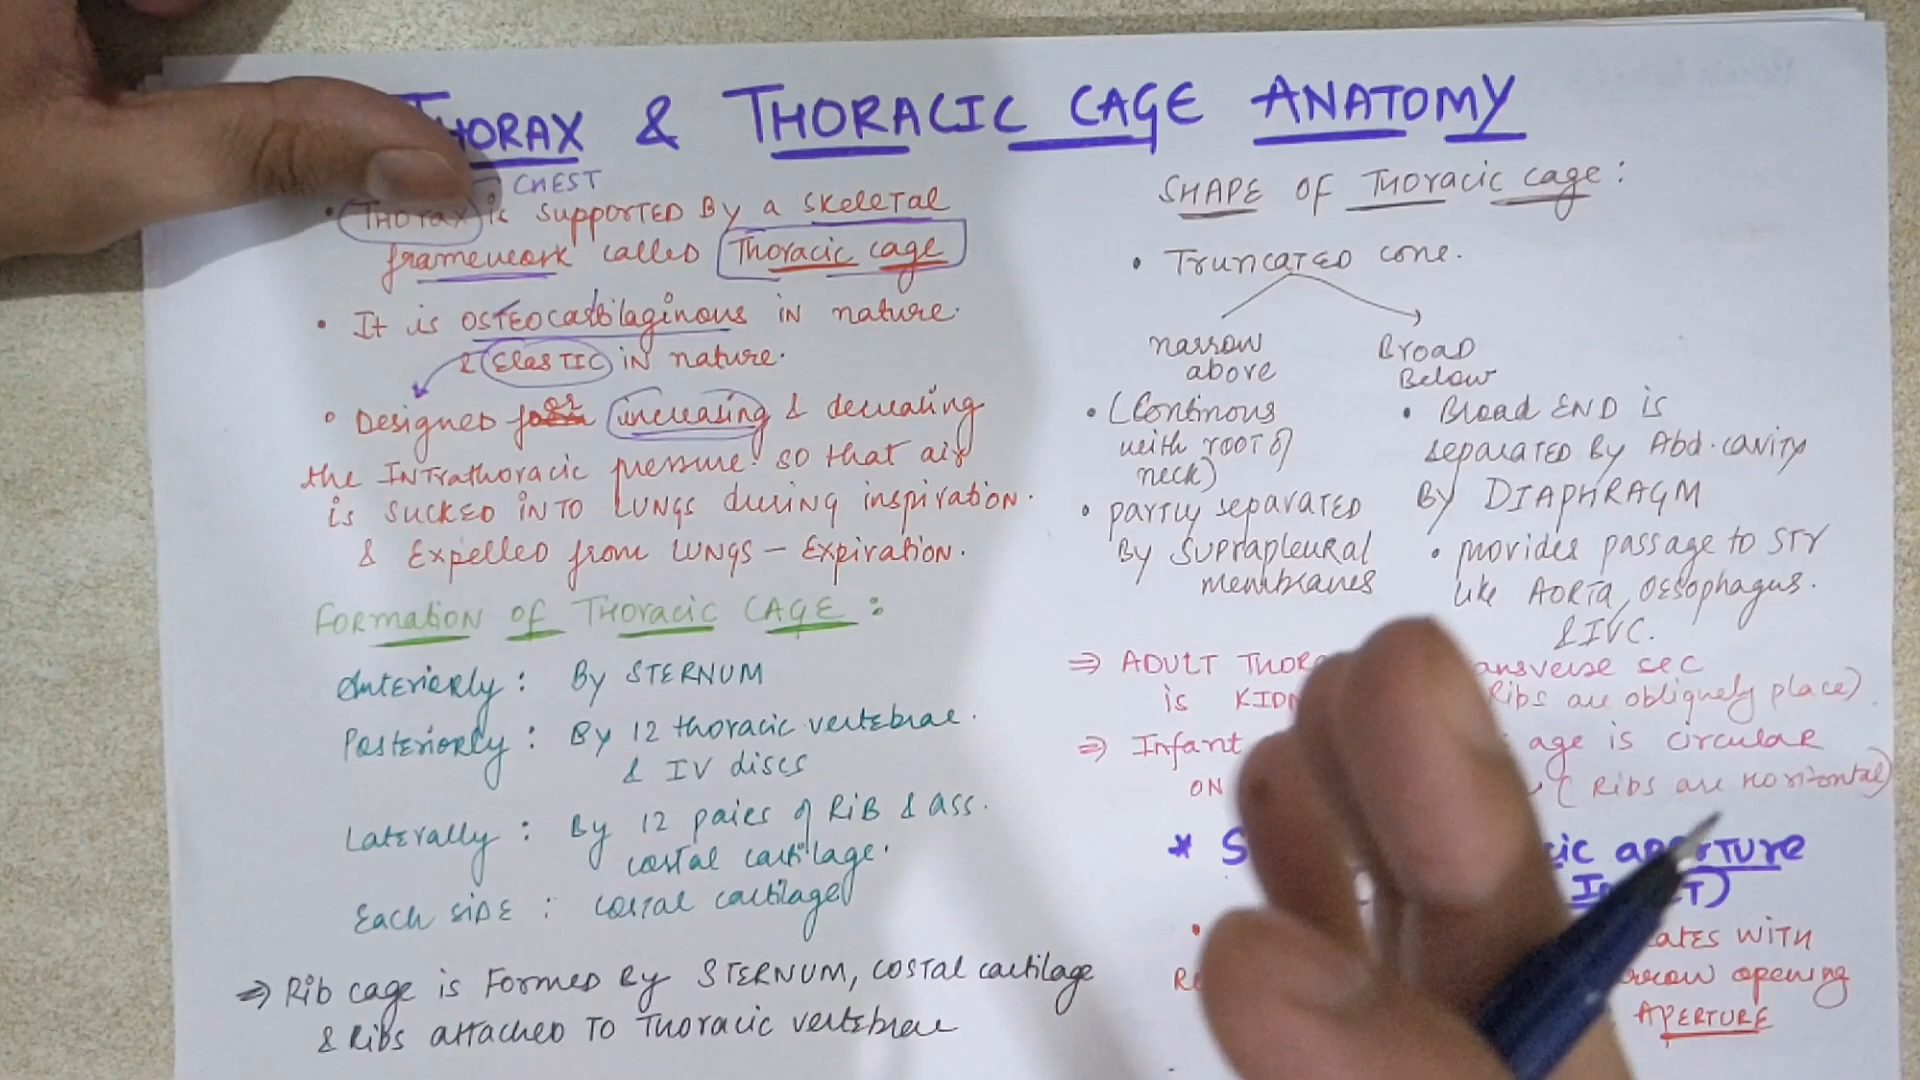 THORAX & THORACIC CAGE ANATOMY
CHEST
• Thorax is supported By a skeletal
framework called Thoracic cage
• It is osteocartilaginous in nature.
& Elastic in nature.
• Designed for increasing & decreasing
the Intrathoracic pressure so that air
is sucked into lungs during inspiration.
& Expelled from lungs – Expiration.
Formation of Thoracic CAGE :
Anteriorly : By STERNUM
Posteriorly : By 12 thoracic vertebrae.
& IV discs
Laterally : By 12 pairs of Rib & ass.
costal cartilage.
Each side : costal cartilage
⇒ Rib cage is Formed By STERNUM, costal cartilage
& Ribs attached to Thoracic vertebrae
SHAPE OF Thoracic cage :
• Truncated cone.
narrow
above
Broad
Below
• (Continous
with root of
neck)
• partly separated
By Suprapleural
membranes
• Broad END is
separated By Abd. cavity
By DIAPHRAGM
• provides passage to STr
like AORTA, Oesophagus.
& IVC.
⇒ ADULT ansverse sec
is Ribs are obliquely place)
⇒ Infant age is circular
ON ( Ribs are horizontal)
* aperture
ates with
opening
APERTURE